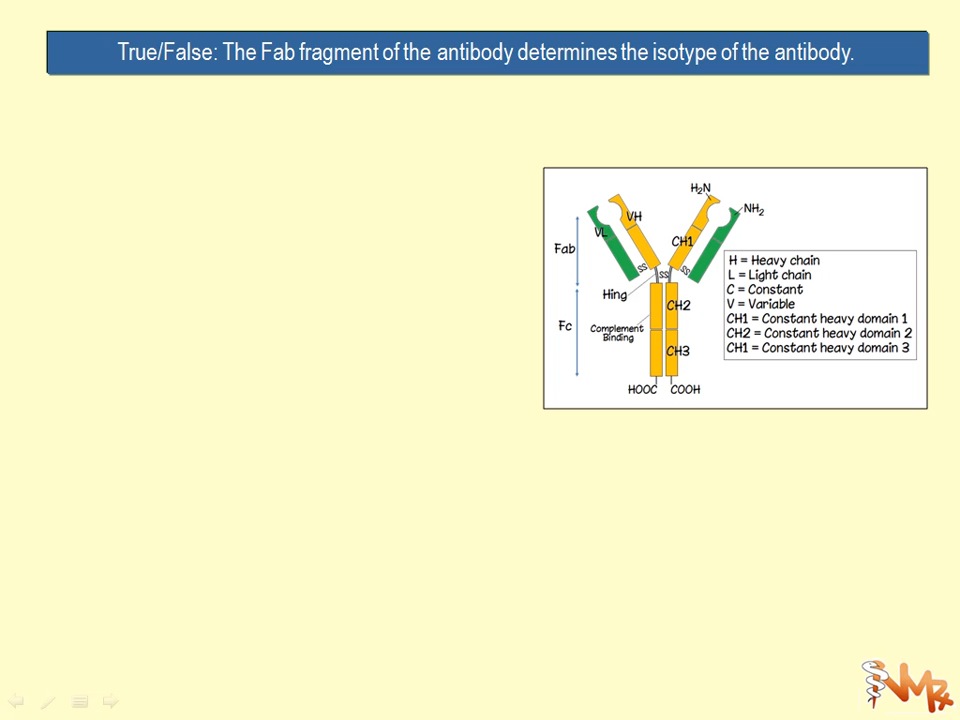 True/False: The Fab fragment of the antibody determines the isotype of the antibody.
H₂N
NH₂
VH
VL
CH1
Fab
SS
SS
SS
Hing
CH2
Fc
Complement
Binding
CH3
HOOC
COOH
H = Heavy chain
L = Light chain
C = Constant
V = Variable
CH1 = Constant heavy domain 1
CH2 = Constant heavy domain 2
CH1 = Constant heavy domain 3
VMRx